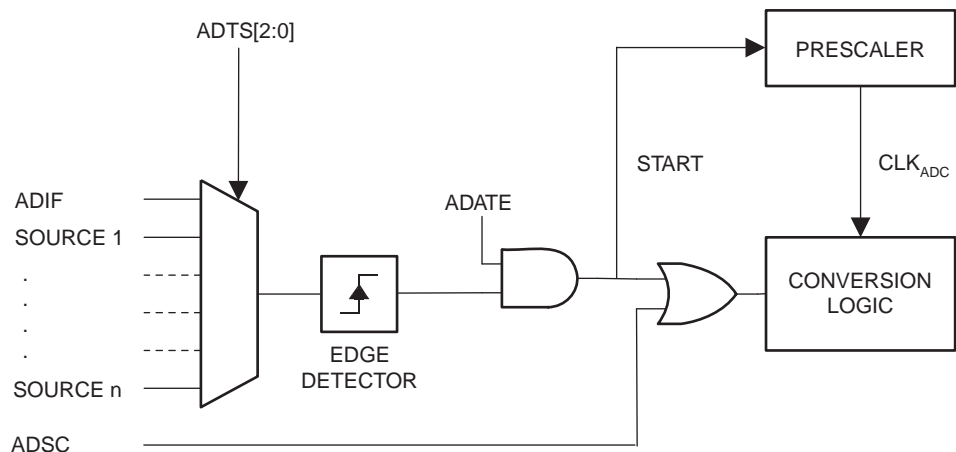 ADTS[2:0]
PRESCALER
START
CLKADC
ADIF
ADATE
SOURCE 1
.
.
.
.
CONVERSION
LOGIC
EDGE
DETECTOR
SOURCE n
ADSC